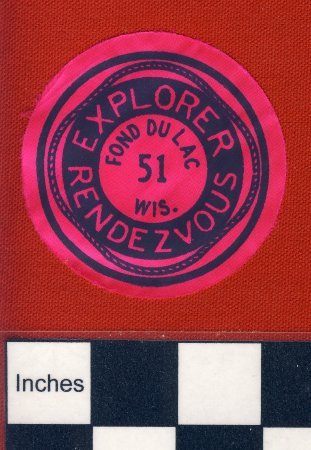 EXPLORER
FOND DU LAC
51
WIS.
RENDEZVOUS
Inches